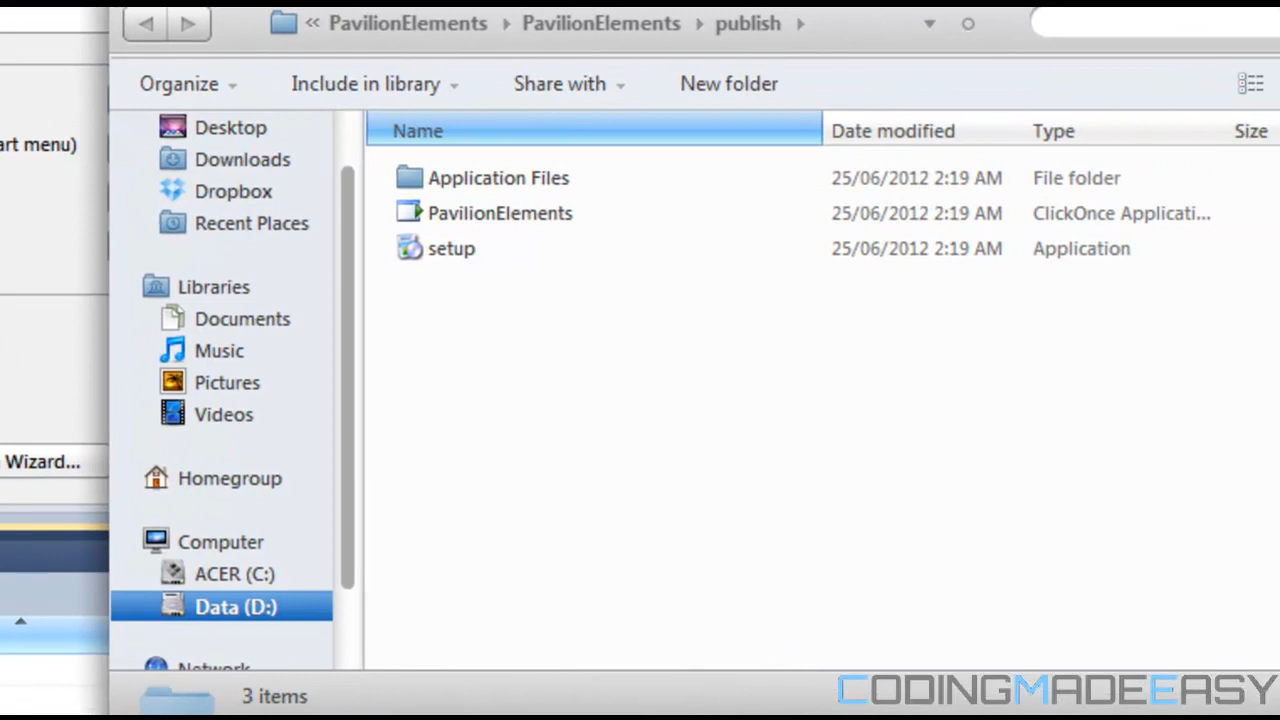 « PavilionElements PavilionElements publish
Organize Include in library Share with New folder
art menu)
Wizard...
Desktop
Downloads
Dropbox
Recent Places
Libraries
Documents
Music
Pictures
Videos
Homegroup
Computer
ACER (C:)
Data (D:)
Network
Name Date modified Type Size
Application Files 25/06/2012 2:19 AM File folder
PavilionElements 25/06/2012 2:19 AM ClickOnce Applicati...
setup 25/06/2012 2:19 AM Application
3 items
CODINGMADEEASY